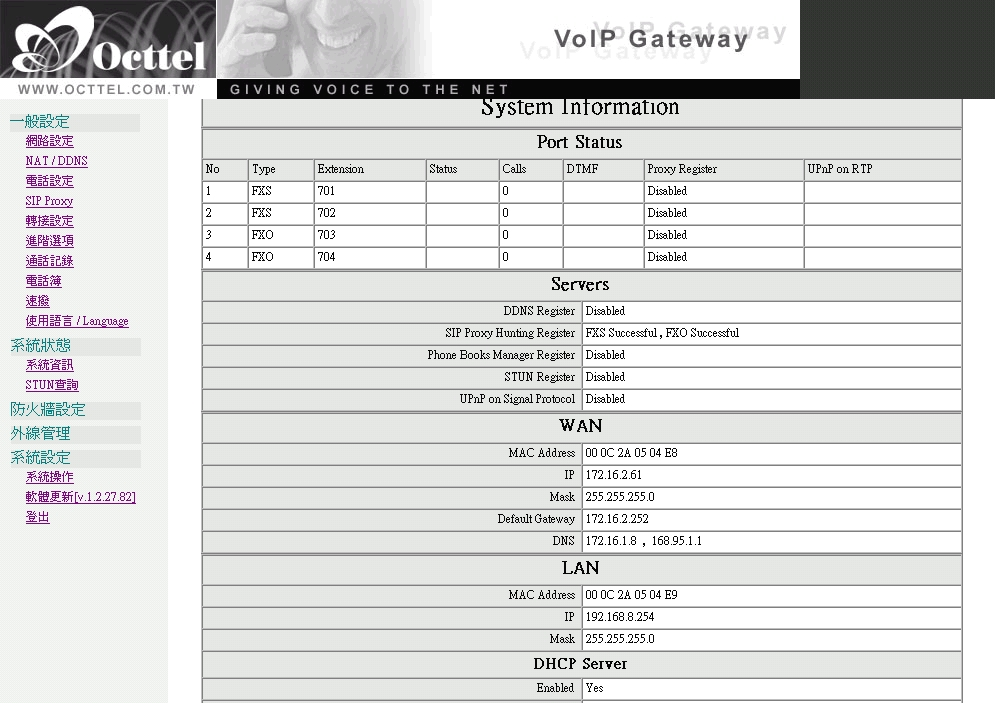 Octtel
WWW.OCTTEL.COM.TW
VoIP Gateway
VoIP Gateway
VoIP Gateway
GIVING VOICE TO THE NET
一般設定
網路設定
NAT / DDNS
電話設定
SIP Proxy
轉接設定
進階選項
通話記錄
電話簿
速撥
使用語言 / Language
系統狀態
系統資訊
STUN查詢
防火牆設定
外線管理
系統設定
系統操作
軟體更新[v.1.2.27.82]
登出
System Information
Port Status
No Type Extension Status Calls DTMF Proxy Register UPnP on RTP
1 FXS 701 0 Disabled
2 FXS 702 0 Disabled
3 FXO 703 0 Disabled
4 FXO 704 0 Disabled
Servers
DDNS Register Disabled
SIP Proxy Hunting Register FXS Successful , FXO Successful
Phone Books Manager Register Disabled
STUN Register Disabled
UPnP on Signal Protocol Disabled
WAN
MAC Address 00 0C 2A 05 04 E8
IP 172.16.2.61
Mask 255.255.255.0
Default Gateway 172.16.2.252
DNS 172.16.1.8 , 168.95.1.1
LAN
MAC Address 00 0C 2A 05 04 E9
IP 192.168.8.254
Mask 255.255.255.0
DHCP Server
Enabled Yes